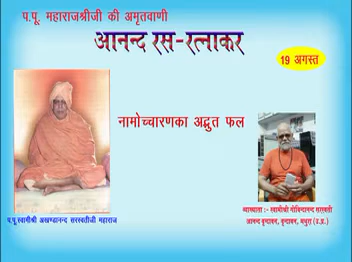 प.पू. महाराजश्रीजी की अमृतवाणी
आनन्द रस-रत्नाकर
19 अगस्त
नामोच्चारणका अद्भुत फल
प.पू.स्वामीश्री अखण्डानन्द सरस्वतीजी महाराज
व्याख्याता :- स्वामीश्री गोविन्दानन्द सरस्वती
आनन्द वृन्दावन, वृन्दावन, मथुरा (उ.प्र.)